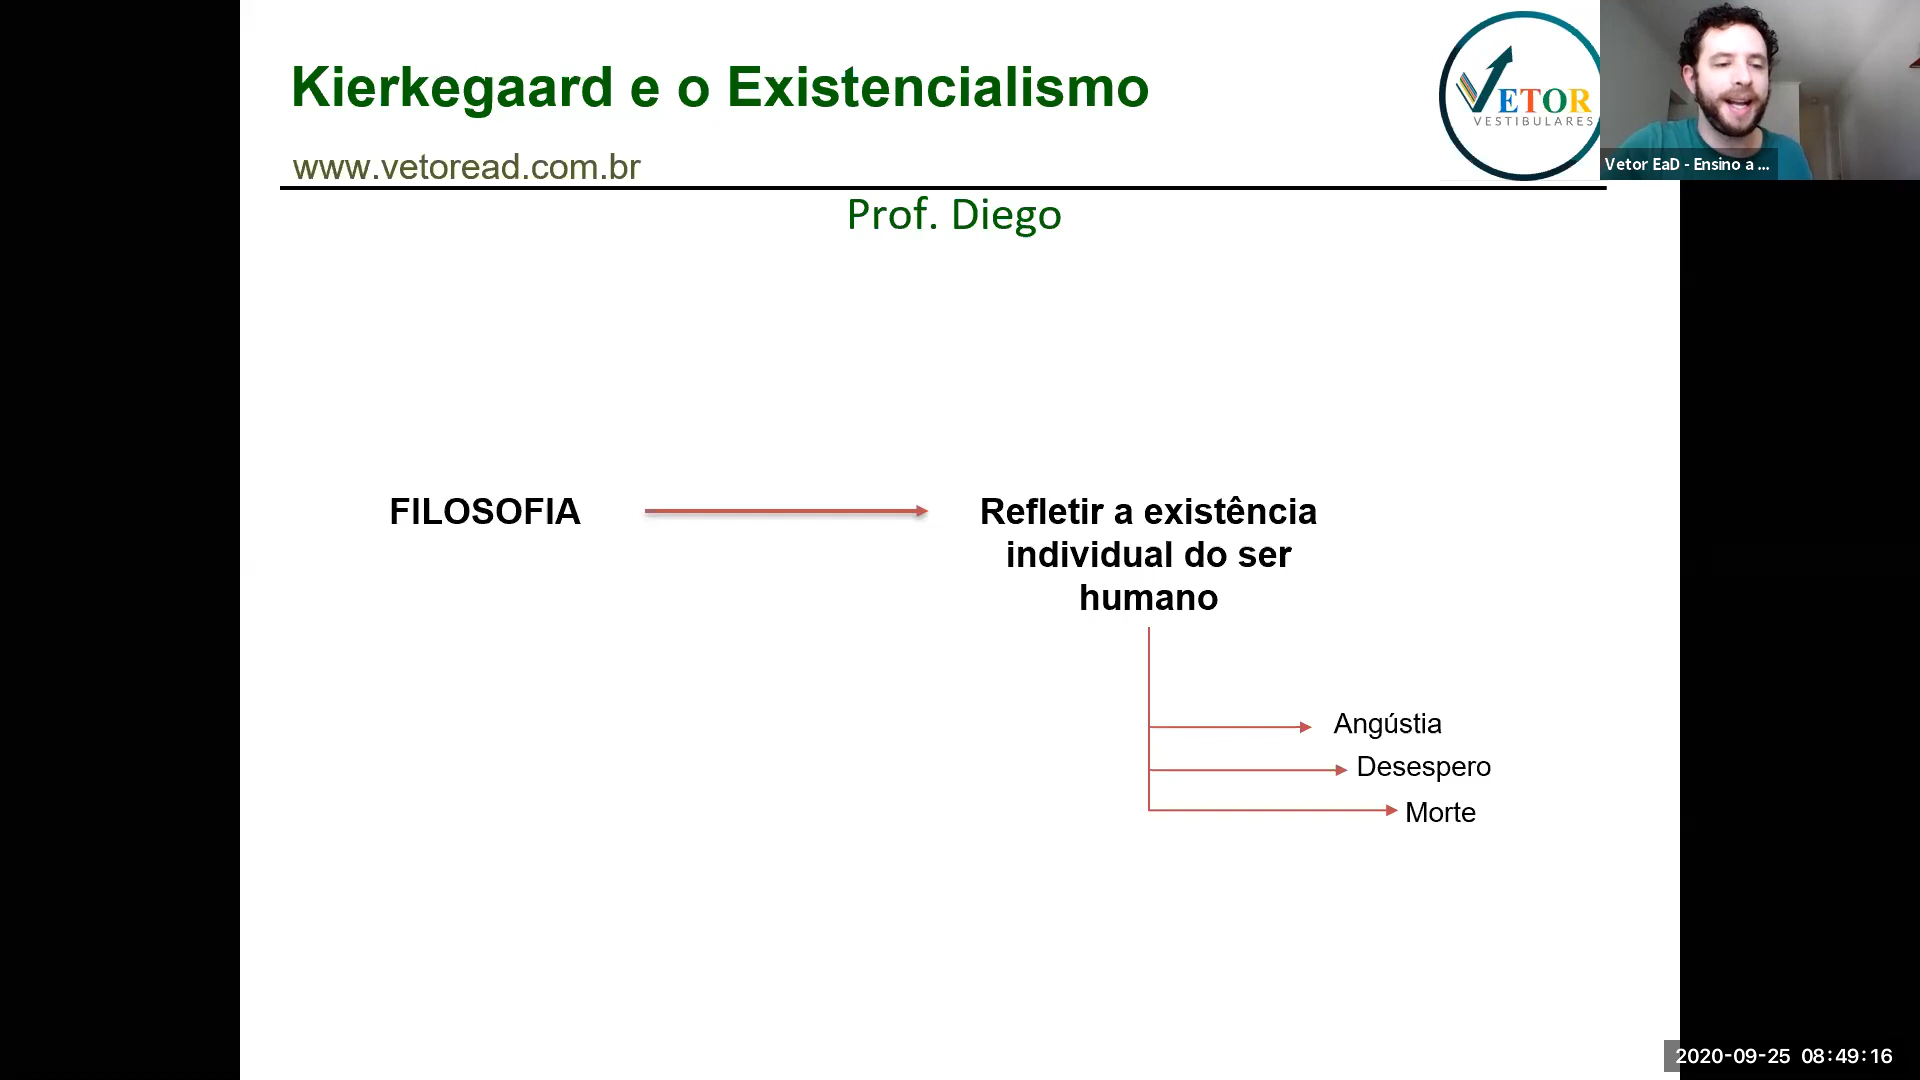 Kierkegaard e o Existencialismo
www.vetoread.com.br
VETOR
VESTIBULARES
Vetor EaD - Ensino a ...
Prof. Diego
FILOSOFIA
Refletir a existência
individual do ser
humano
Angústia
Desespero
Morte
2020-09-25 08:49:16